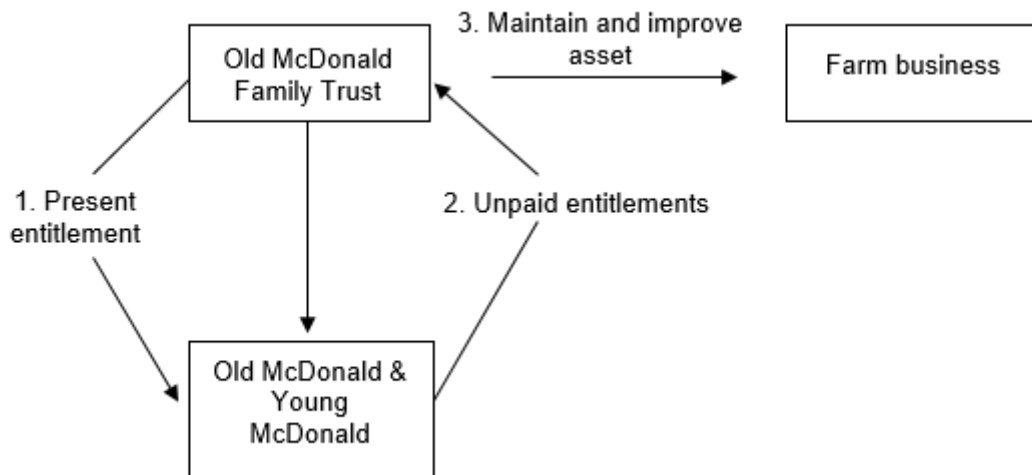 Old McDonald
Family Trust
3. Maintain and improve
asset
Farm business
1. Present
entitlement
2. Unpaid entitlements
Old McDonald &
Young
McDonald